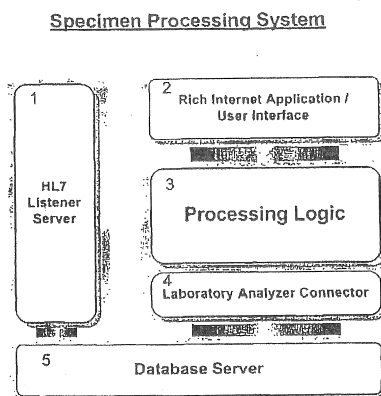 Specimen Processing System
1
HL7
Listener
Server
2
Rich Internet Application /
User Interface
3
Processing Logic
4
Laboratory Analyzer Connector
5
Database Server